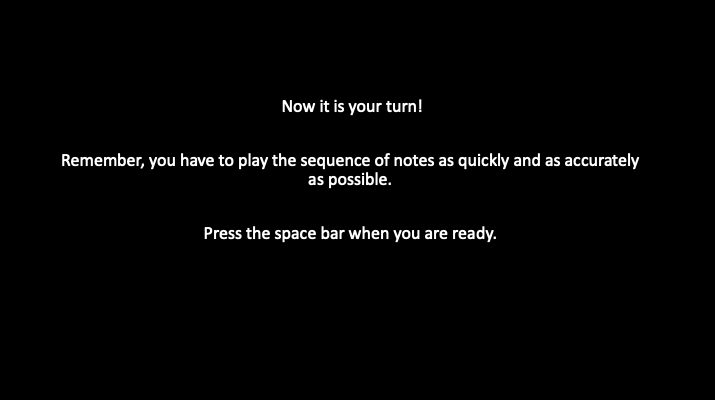 Now it is your turn!
Remember, you have to play the sequence of notes as quickly and as accurately
as possible.
Press the space bar when you are ready.